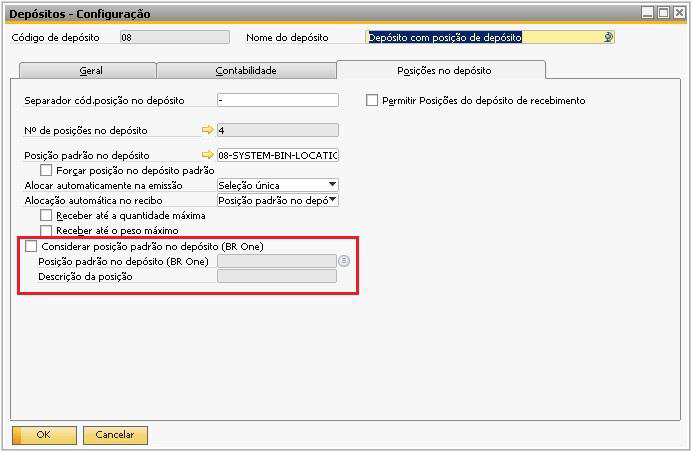 Depósitos - Configuração
Código de depósito 08 Nome do depósito Depósito com posição de depósito
Geral Contabilidade Posições no depósito
Separador cód.posição no depósito - Permitir Posições do depósito de recebimento
Nº de posições no depósito 4
Posição padrão no depósito 08-SYSTEM-BIN-LOCATIC
Forçar posição no depósito padrão
Alocar automaticamente na emissão Seleção única
Alocação automática no recibo Posição padrão no depó
Receber até a quantidade máxima
Receber até o peso máximo
Considerar posição padrão no depósito (BR One)
Posição padrão no depósito (BR One)
Descrição da posição
OK Cancelar